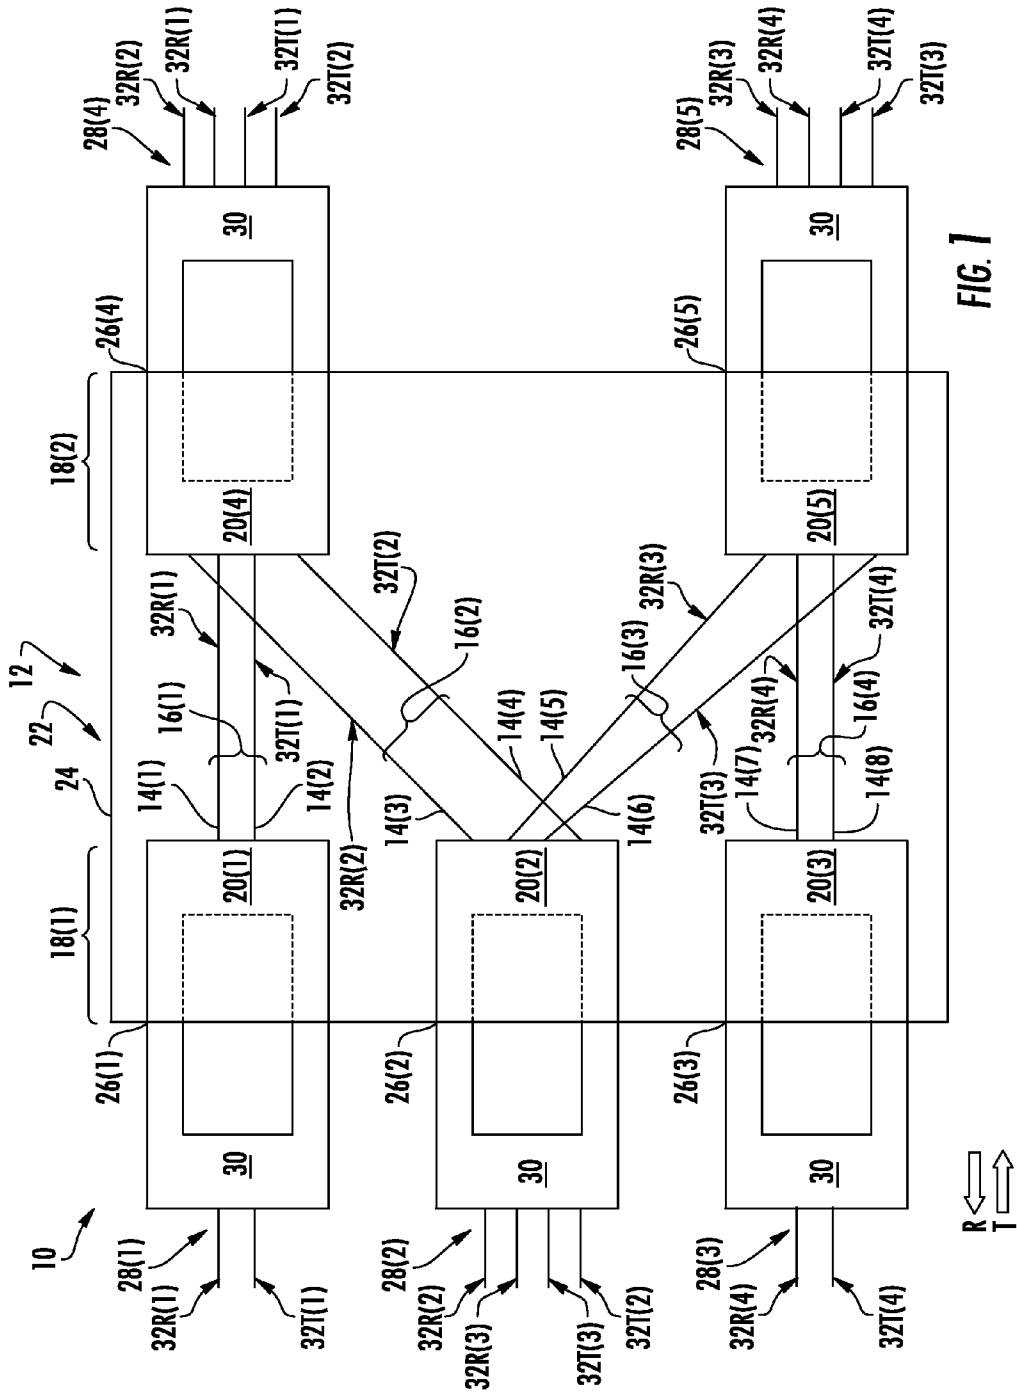 10
12
22
24
18(1)
18(2)
26(1)
26(4)
28(1)
32R(1)
32T(1)
30
20(1)
14(1)
14(2)
16(1)
32R(1)
32T(1)
20(4)
30
28(4)
32R(2)
32R(1)
32T(1)
32T(2)
32R(2)
14(3)
16(2)
32T(2)
26(2)
28(2)
32R(2)
32R(3)
32T(3)
32T(2)
30
20(2)
14(4)
14(5)
14(6)
16(3)
32R(3)
32T(3)
26(3)
26(5)
28(3)
32R(4)
32T(4)
30
20(3)
14(7)
14(8)
32R(4)
16(4)
32T(4)
20(5)
30
28(5)
32R(3)
32R(4)
32T(4)
32T(3)
R
T
FIG. 1